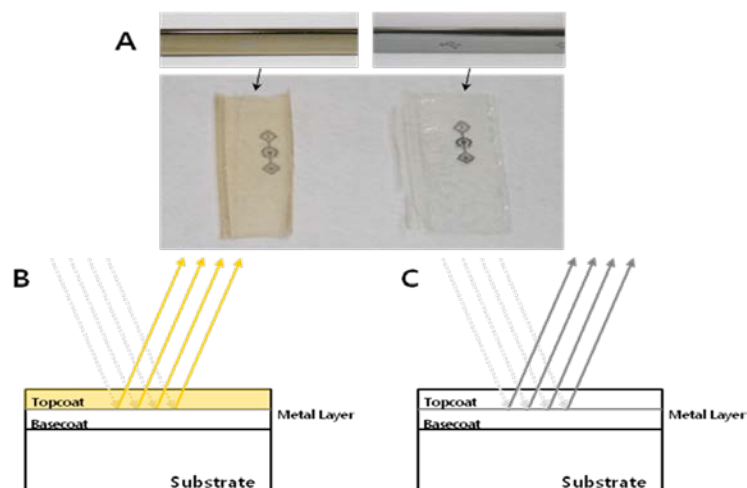 A
B
C
Topcoat
Basecoat
Metal Layer
Substrate
Topcoat
Basecoat
Metal Layer
Substrate